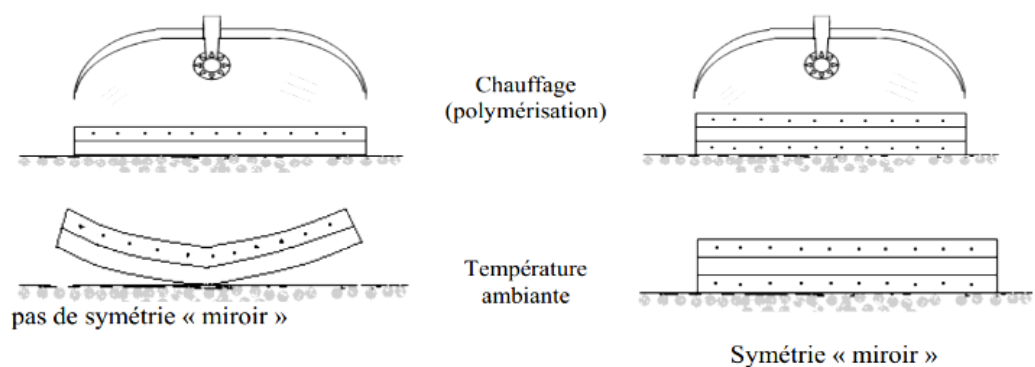 Chauffage
(polymérisation)
Température
ambiante
pas de symétrie « miroir »
Symétrie « miroir »